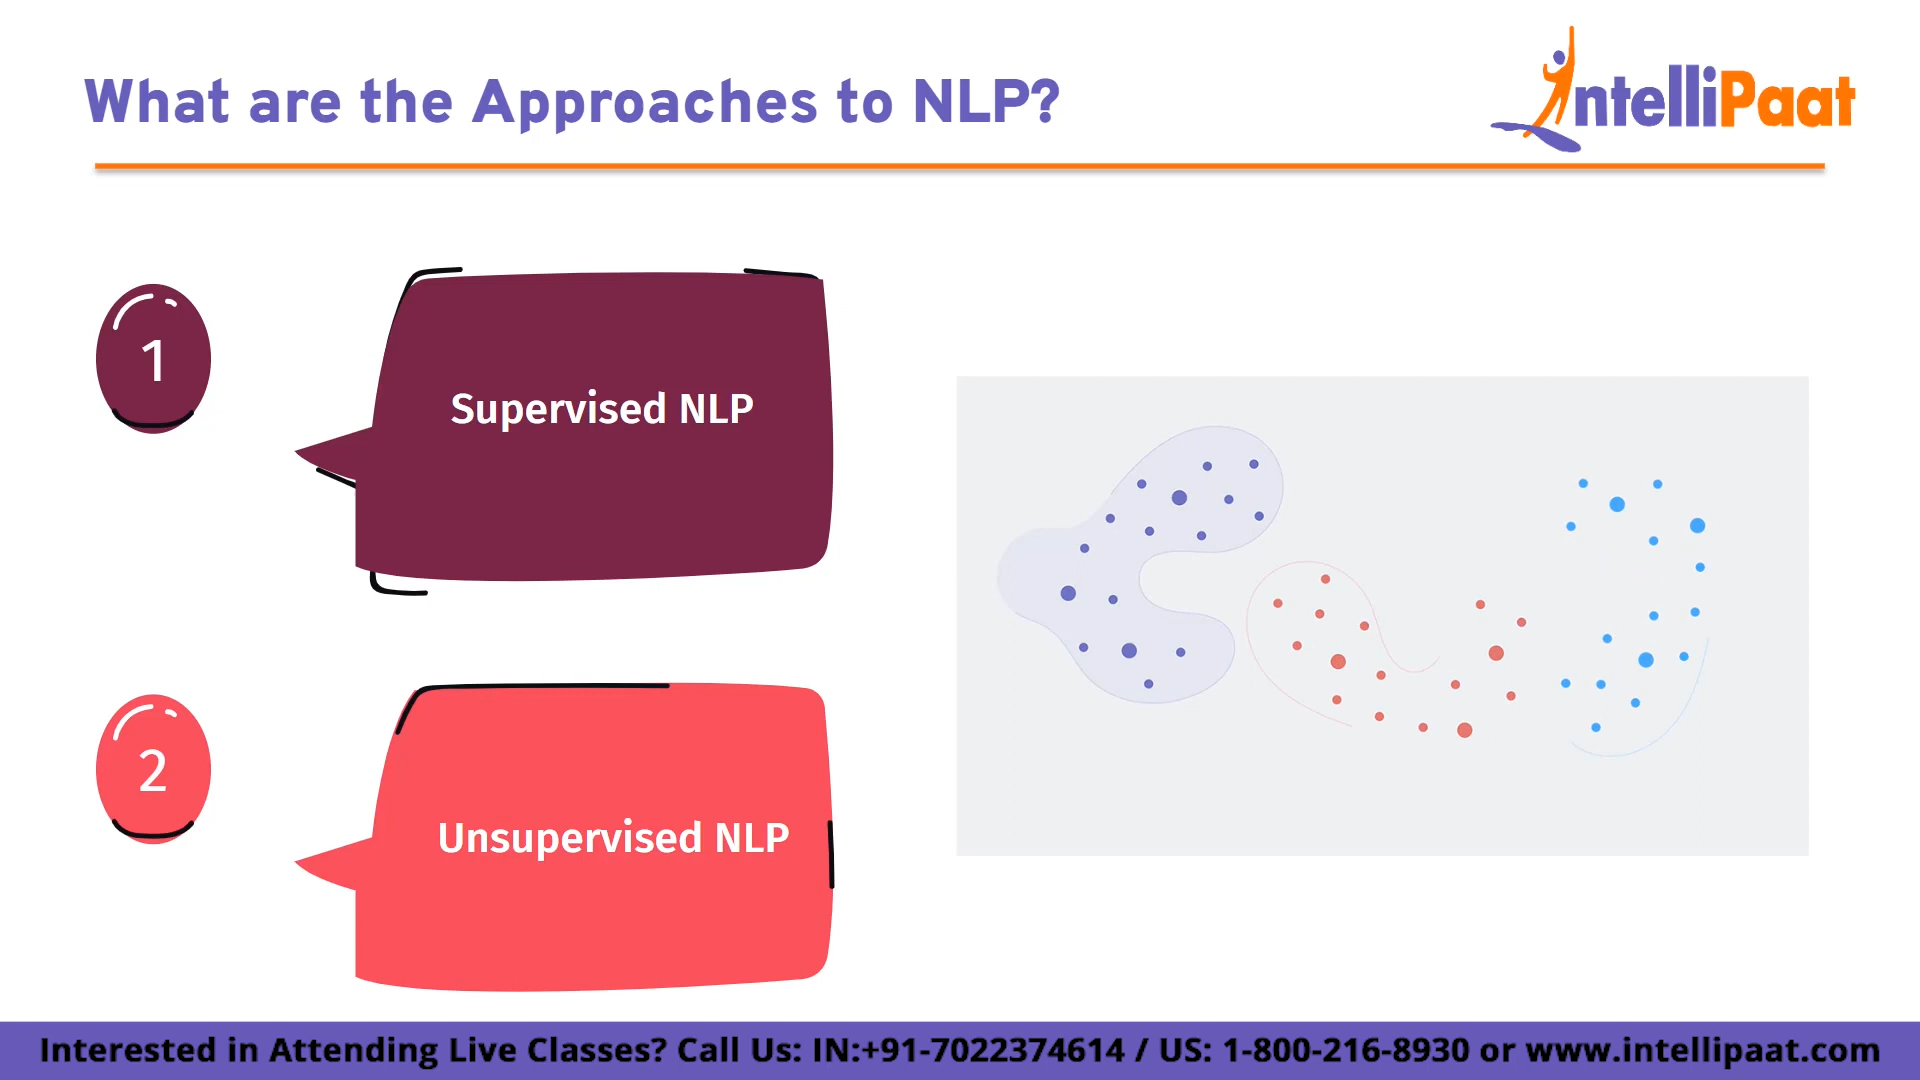 What are the Approaches to NLP?
IntelliPaat
1
Supervised NLP
2
Unsupervised NLP
Interested in Attending Live Classes? Call Us: IN:+91-7022374614 / US: 1-800-216-8930 or www.intellipaat.com